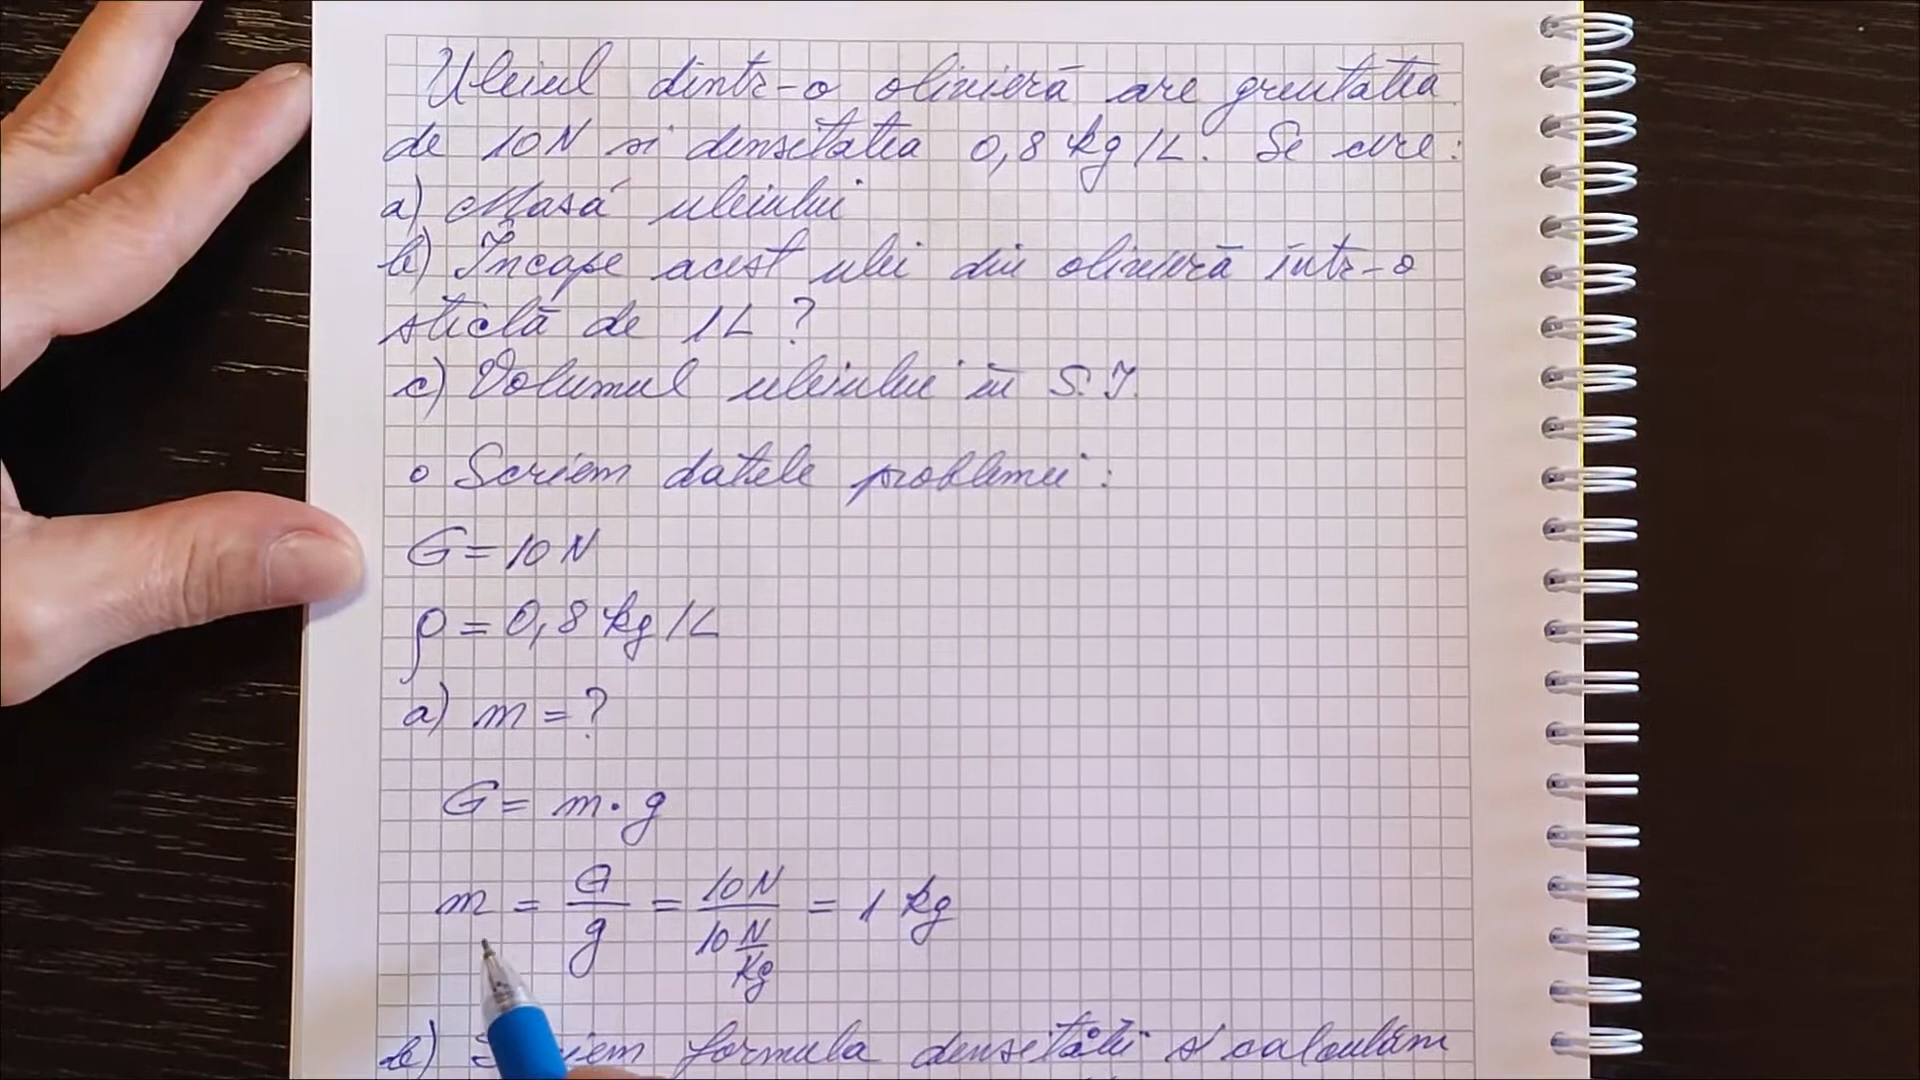 Uleiul dintr-o olivieră are greutatea
de 10N si densitatea 0,8 kg/L. Se cere:
a) Masa uleiului
b) Încape acest ulei din olivieră într-o
sticlă de 1L ?
c) Volumul uleiului în S.I.
o Scriem datele problemei :
G = 10 N
ρ = 0,8 kg/L
a) m = ?
G = m · g
m = G/g = 10N/(10 N/kg) = 1 kg
b) formula densității și calculăm